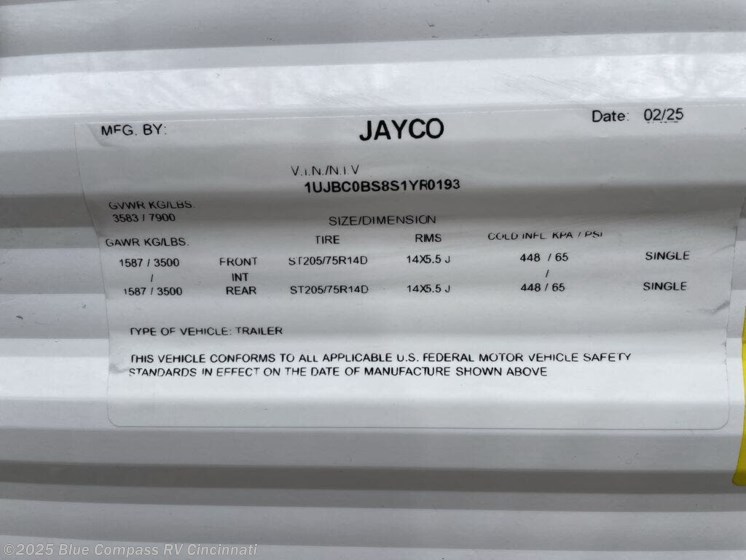 MFG. BY: JAYCO Date: 02/25
V.I.N./N.I.V
1UJBC0BS8S1YR0193
GVWR KG/LBS.
3583 / 7900
SIZE/DIMENSION
GAWR KG/LBS. TIRE RMS COLD INFL. KPA / PSI
1587 / 3500 FRONT ST205/75R14D 14X5.5 J 448 / 65 SINGLE
/ INT /
1587 / 3500 REAR ST205/75R14D 14X5.5 J 448 / 65 SINGLE
TYPE OF VEHICLE: TRAILER
THIS VEHICLE CONFORMS TO ALL APPLICABLE U.S. FEDERAL MOTOR VEHICLE SAFETY
STANDARDS IN EFFECT ON THE DATE OF MANUFACTURE SHOWN ABOVE
©2025 Blue Compass RV Cincinnati